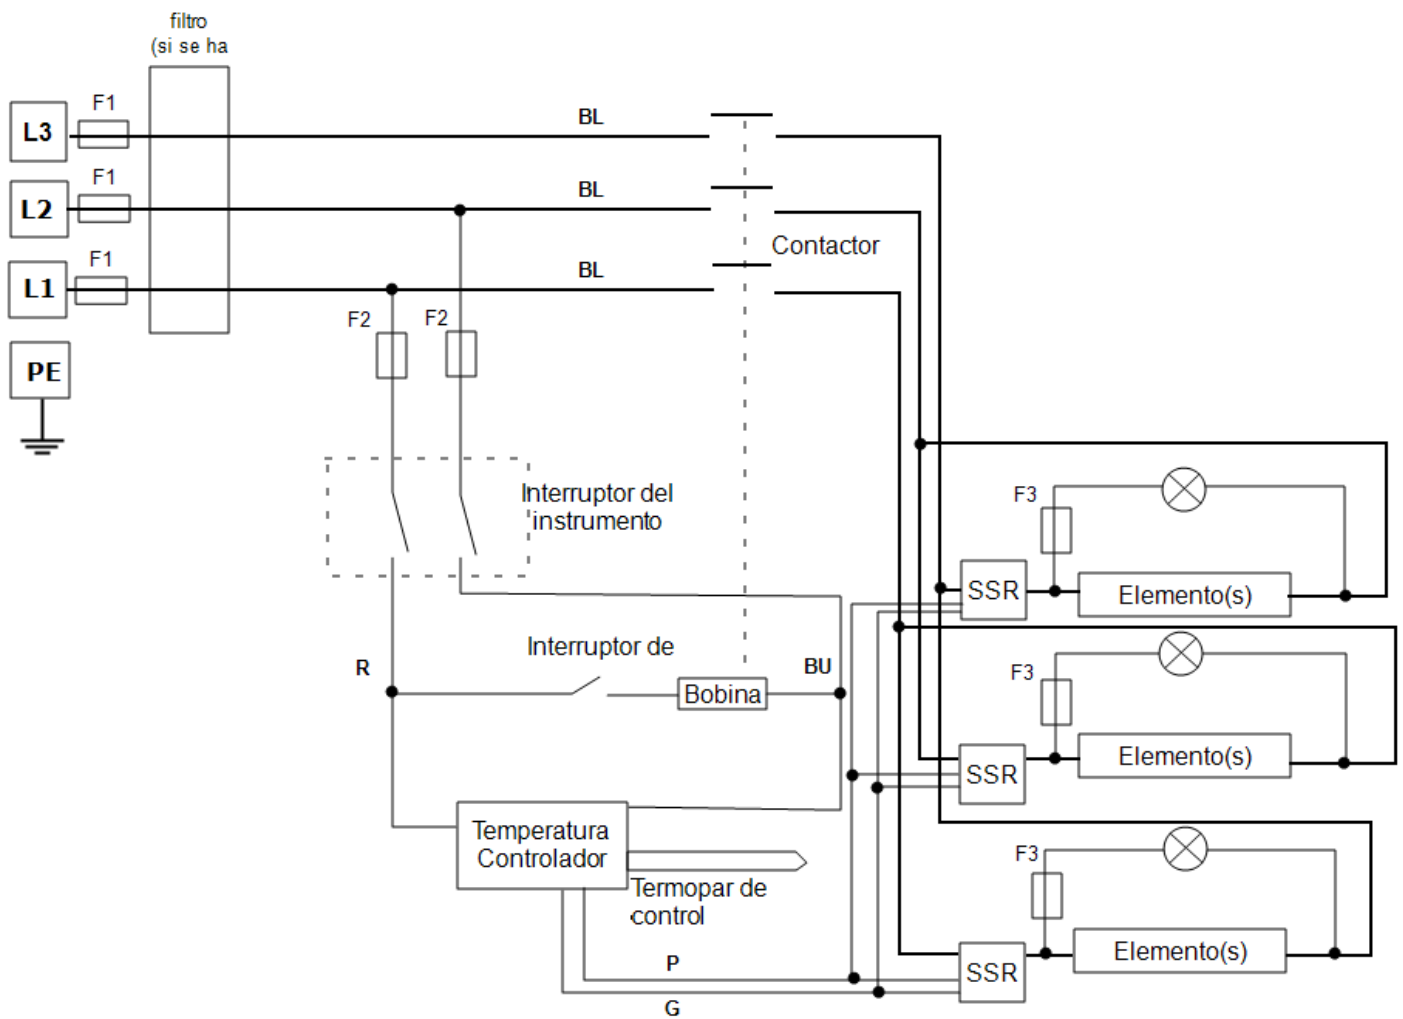 filtro
(si se ha
F1
L3
BL
F1
L2
BL
Contactor
F1
L1
BL
F2
F2
PE
Interruptor del
instrumento
F3
SSR
Elemento(s)
Interruptor de
R
BU
Bobina
F3
SSR
Elemento(s)
Temperatura
Controlador
Termopar de
control
F3
SSR
Elemento(s)
P
G